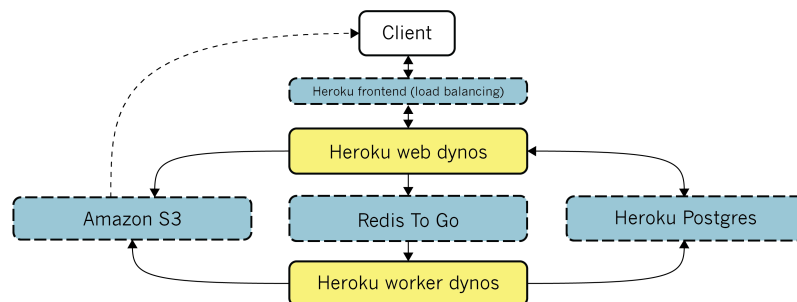 Client
Heroku frontend (load balancing)
Heroku web dynos
Amazon S3
Redis To Go
Heroku Postgres
Heroku worker dynos